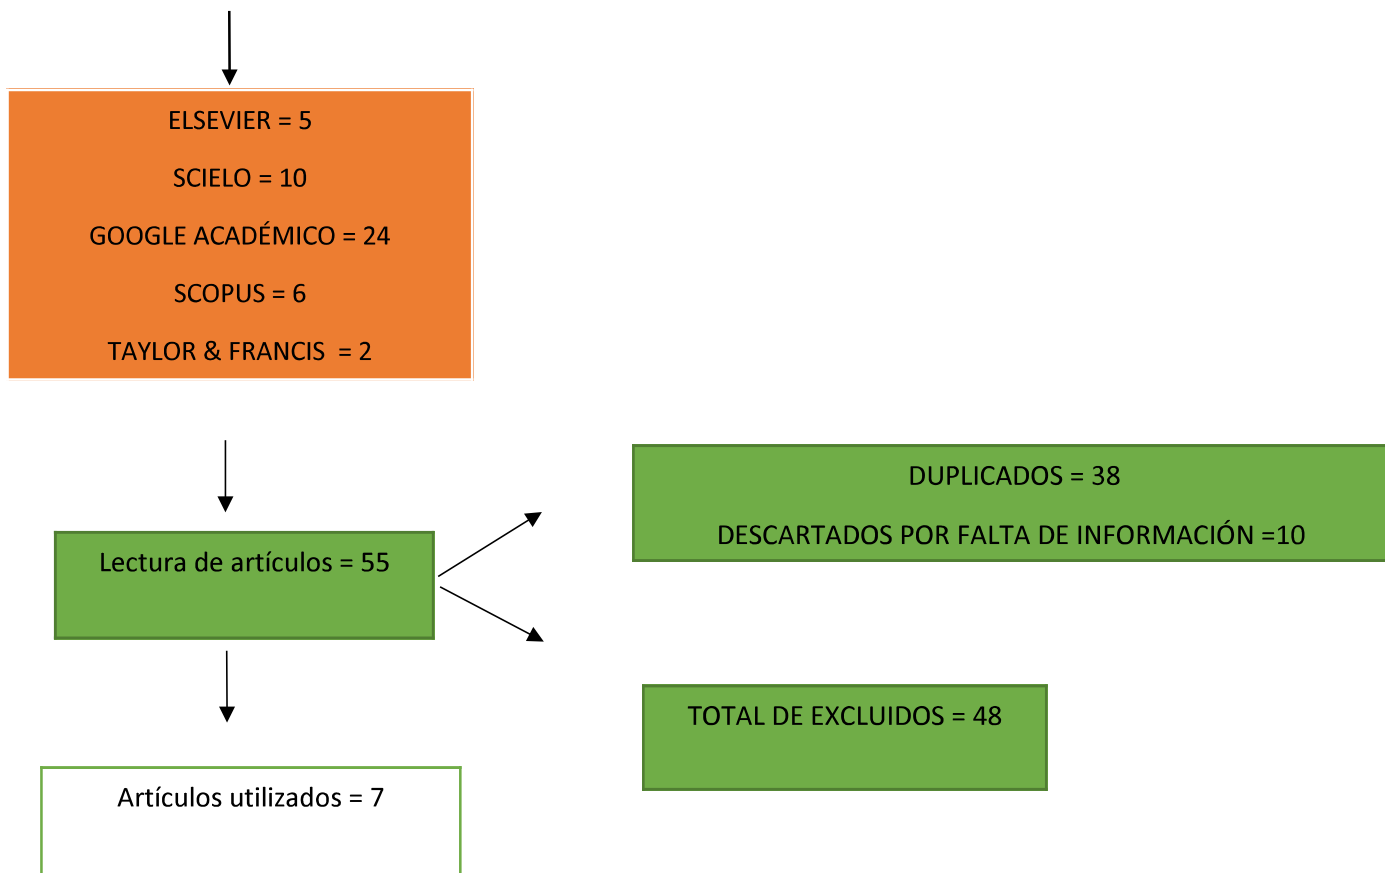 ELSEVIER = 5
SCIELO = 10
GOOGLE ACADÉMICO = 24
SCOPUS = 6
TAYLOR & FRANCIS  = 2
DUPLICADOS = 38
DESCARTADOS POR FALTA DE INFORMACIÓN =10
Lectura de artículos = 55
TOTAL DE EXCLUIDOS = 48
Artículos utilizados = 7